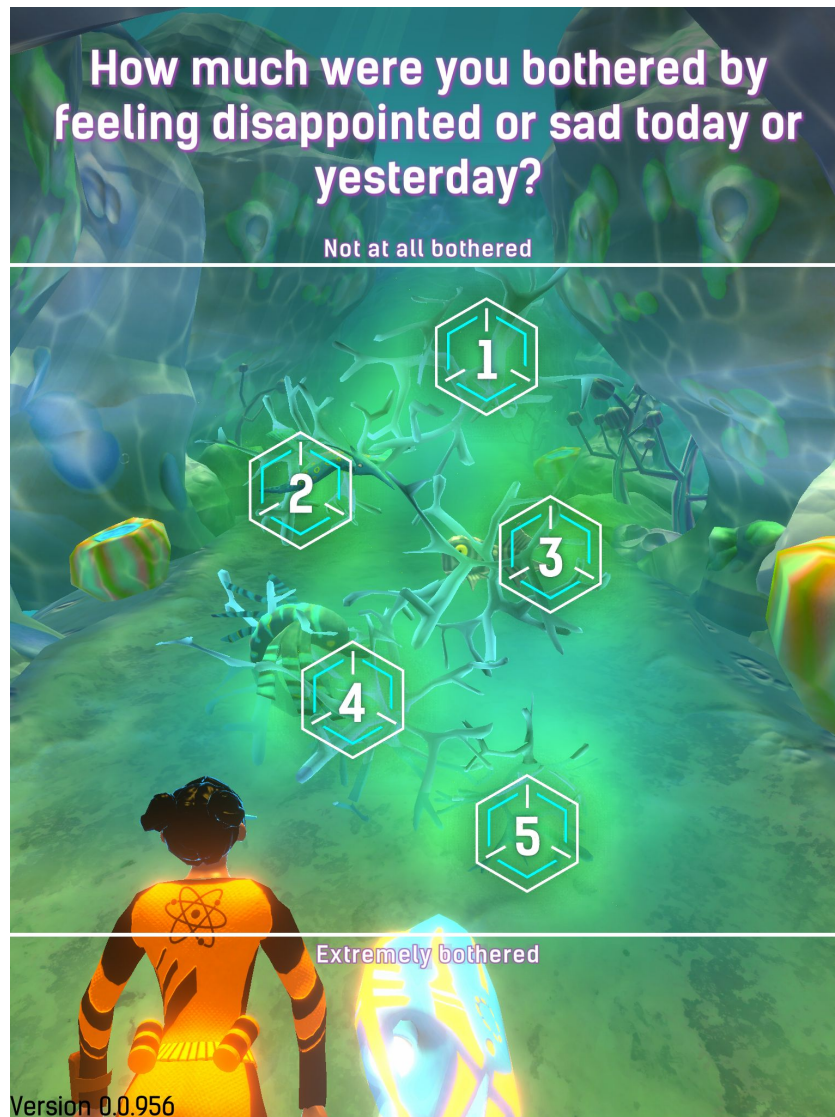 How much were you bothered by
feeling disappointed or sad today or
yesterday?
Not at all bothered
1
2
3
4
5
Extremely bothered
Version 0.0.956